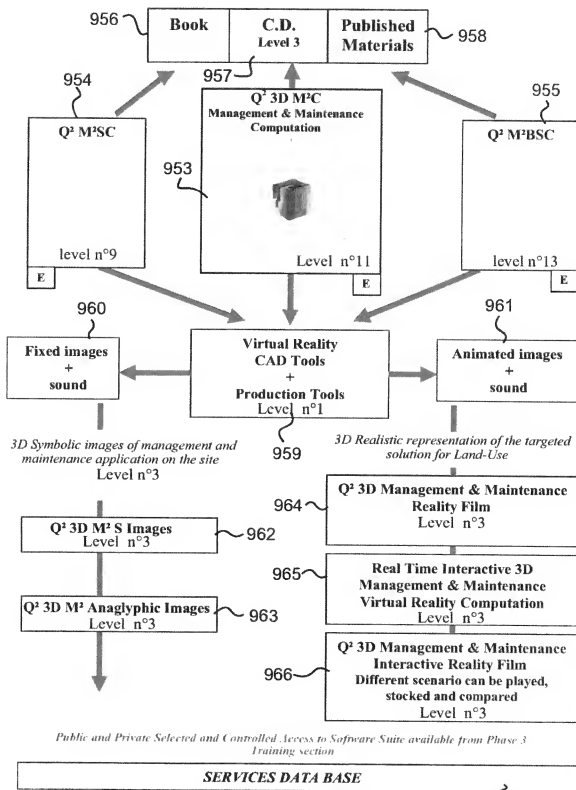 956
Book
C.D.
Level 3
Published
Materials
958
957
954
955
Q² M²SC
Q² 3D M²C
Management & Maintenance
Computation
Q² M²BSC
953
level n°9
Level n°11
level n°13
E
E
E
960
961
Fixed images
+
sound
Virtual Reality
CAD Tools
+
Production Tools
Level n°1
Animated images
+
sound
959
3D Symbolic images of management and
maintenance application on the site
Level n°3
3D Realistic representation of the targeted
solution for Land-Use
964
Q² 3D Management & Maintenance
Reality Film
Level n°3
Q² 3D M² S Images
Level n°3
962
965
Real Time Interactive 3D
Management & Maintenance
Virtual Reality Computation
Level n°3
Q² 3D M² Anaglyphic Images
Level n°3
963
966
Q² 3D Management & Maintenance
Interactive Reality Film
Different scenario can be played,
stocked and compared
Level n°3
Public and Private Selected and Controlled Access to Software Suite available from Phase 3
Training section
SERVICES DATA BASE